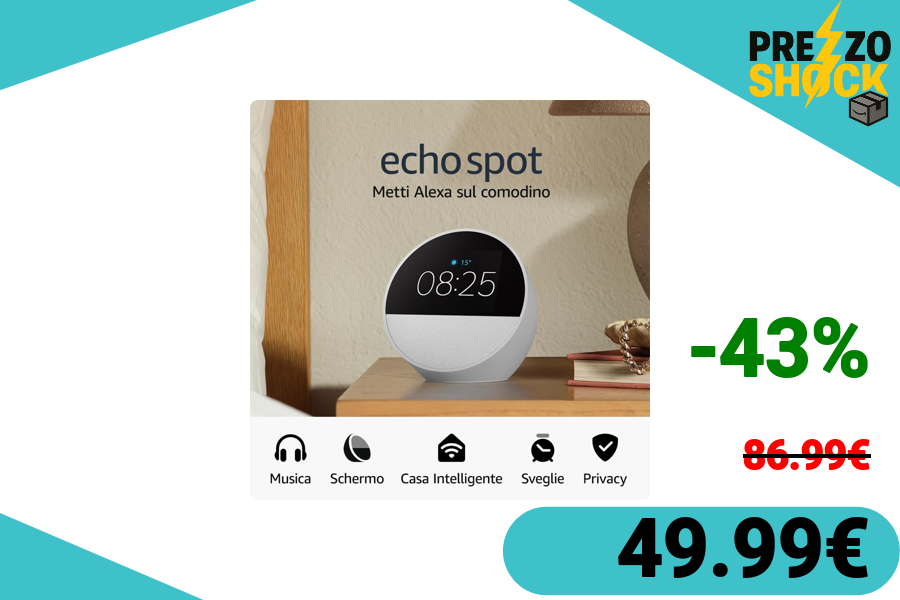 PREZZO
SHOCK
echo spot
Metti Alexa sul comodino
15°
08:25
-43%
86.99€
Musica Schermo Casa Intelligente Sveglie Privacy
49.99€